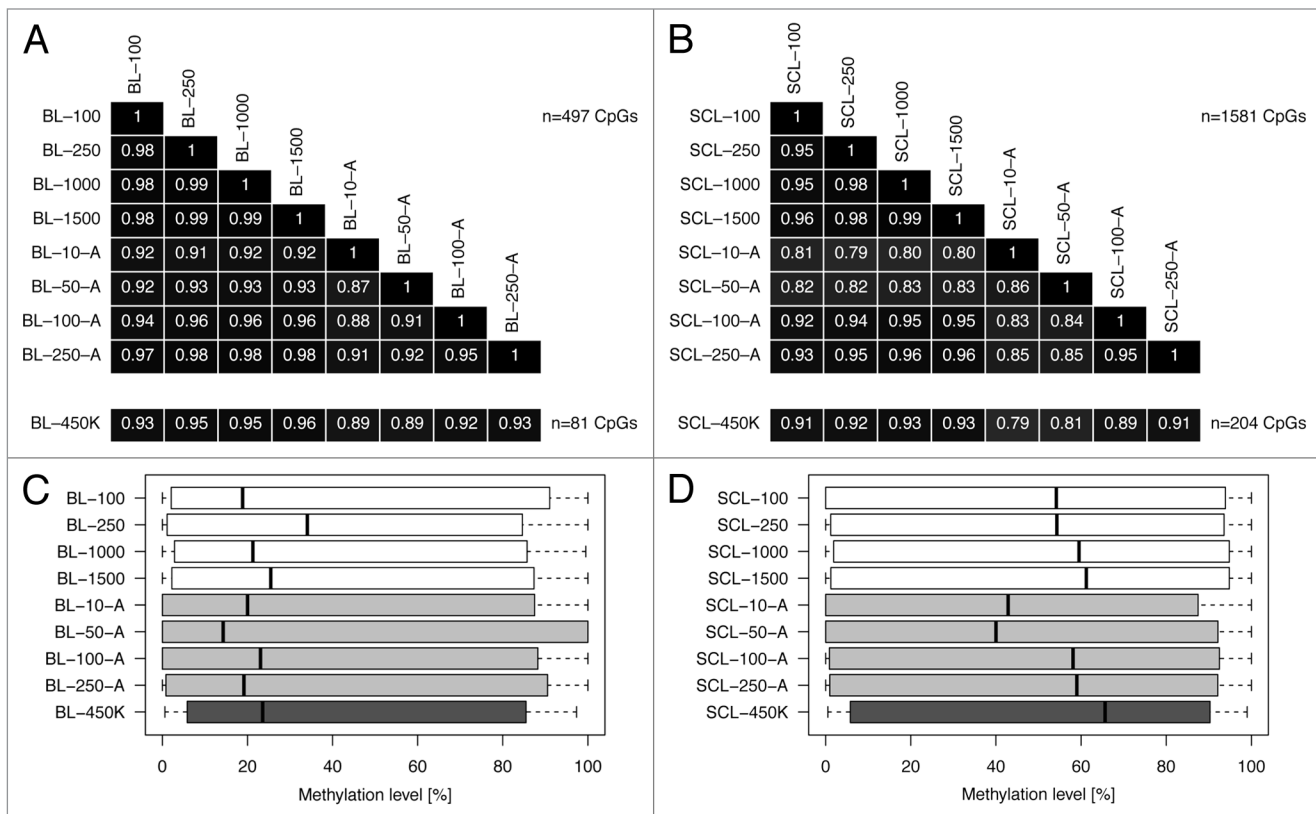 A
BL–100
BL–250
BL–1000
BL–1500
BL–10–A
BL–50–A
BL–100–A
BL–250–A
BL–100 1 n=497 CpGs
BL–250 0.98 1
BL–1000 0.98 0.99 1
BL–1500 0.98 0.99 0.99 1
BL–10–A 0.92 0.91 0.92 0.92 1
BL–50–A 0.92 0.93 0.93 0.93 0.87 1
BL–100–A 0.94 0.96 0.96 0.96 0.88 0.91 1
BL–250–A 0.97 0.98 0.98 0.98 0.91 0.92 0.95 1
BL–450K 0.93 0.95 0.95 0.96 0.89 0.89 0.92 0.93 n=81 CpGs
B
SCL–100
SCL–250
SCL–1000
SCL–1500
SCL–10–A
SCL–50–A
SCL–100–A
SCL–250–A
SCL–100 1 n=1581 CpGs
SCL–250 0.95 1
SCL–1000 0.95 0.98 1
SCL–1500 0.96 0.98 0.99 1
SCL–10–A 0.81 0.79 0.80 0.80 1
SCL–50–A 0.82 0.82 0.83 0.83 0.86 1
SCL–100–A 0.92 0.94 0.95 0.95 0.83 0.84 1
SCL–250–A 0.93 0.95 0.96 0.96 0.85 0.85 0.95 1
SCL–450K 0.91 0.92 0.93 0.93 0.79 0.81 0.89 0.91 n=204 CpGs
C
BL–100
BL–250
BL–1000
BL–1500
BL–10–A
BL–50–A
BL–100–A
BL–250–A
BL–450K
0 20 40 60 80 100
Methylation level [%]
D
SCL–100
SCL–250
SCL–1000
SCL–1500
SCL–10–A
SCL–50–A
SCL–100–A
SCL–250–A
SCL–450K
0 20 40 60 80 100
Methylation level [%]